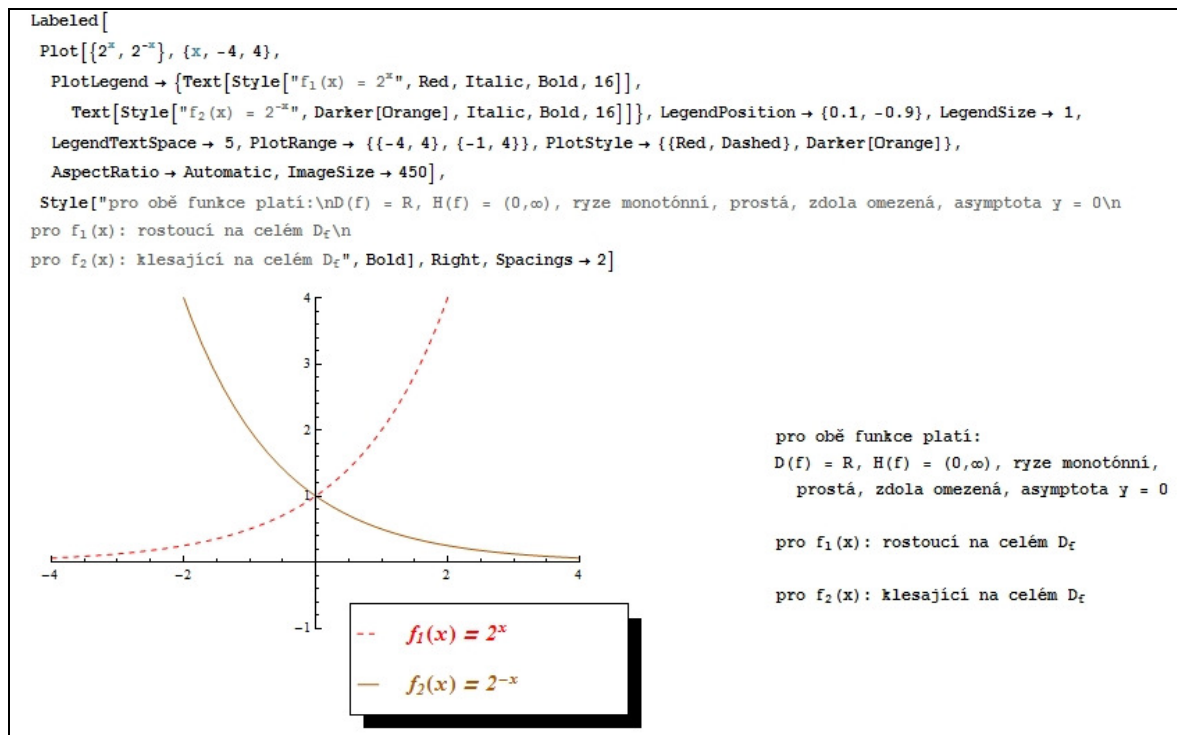 Labeled[
Plot[{2^x, 2^-x}, {x, -4, 4},
PlotLegend → {Text[Style["f₁(x) = 2^x", Red, Italic, Bold, 16]],
Text[Style["f₂(x) = 2^-x", Darker[Orange], Italic, Bold, 16]]}, LegendPosition → {0.1, -0.9}, LegendSize → 1,
LegendTextSpace → 5, PlotRange → {{-4, 4}, {-1, 4}}, PlotStyle → {{Red, Dashed}, Darker[Orange]},
AspectRatio → Automatic, ImageSize → 450],
Style["pro obě funkce platí:\nD(f) = R, H(f) = (0,∞), ryze monotónní, prostá, zdola omezená, asymptota y = 0\n
pro f₁(x): rostoucí na celém D_f\n
pro f₂(x): klesající na celém D_f", Bold], Right, Spacings → 2]
4
3
2
1
-4
-2
0
2
4
-1
f₁(x) = 2^x
f₂(x) = 2^-x
pro obě funkce platí:
D(f) = R, H(f) = (0,∞), ryze monotónní,
prostá, zdola omezená, asymptota y = 0
pro f₁(x): rostoucí na celém D_f
pro f₂(x): klesající na celém D_f